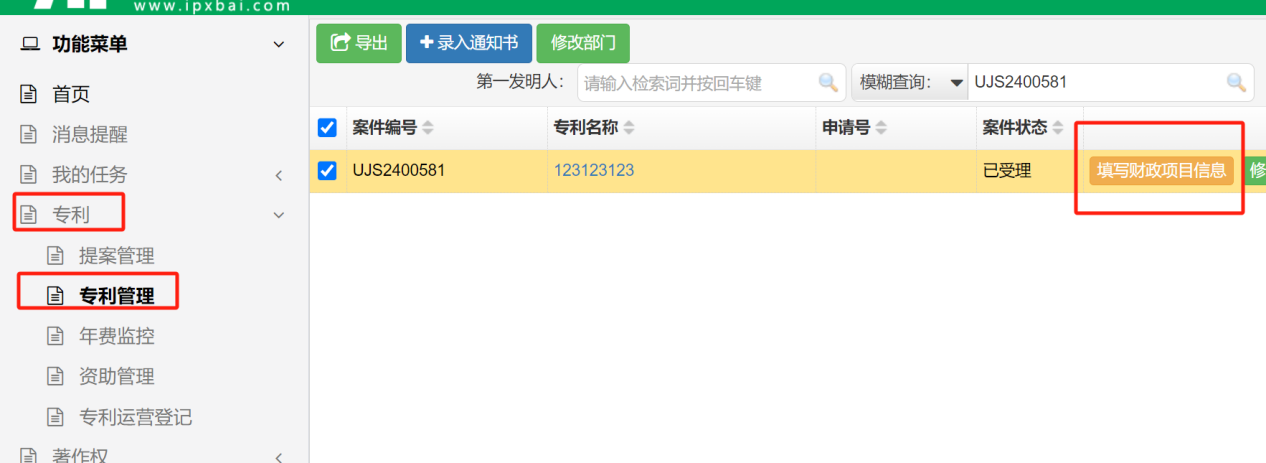 www.ipxbai.com
功能菜单
首页
消息提醒
我的任务
专利
提案管理
专利管理
年费监控
资助管理
专利运营登记
著作权
导出 录入通知书 修改部门
第一发明人： 请输入检索词并按回车键 模糊查询： UJS2400581
案件编号 专利名称 申请号 案件状态
UJS2400581 123123123 已受理 填写财政项目信息 修